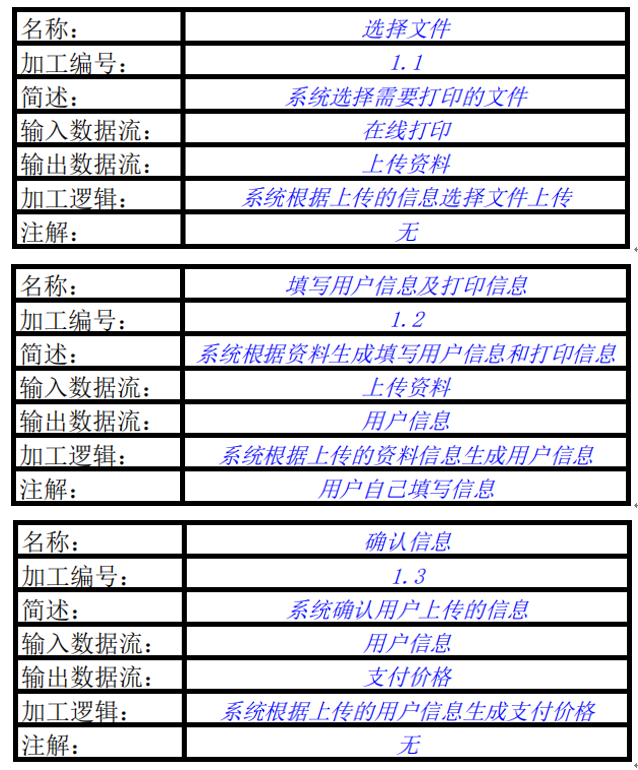 名称： 选择文件
加工编号： 1.1
简述： 系统选择需要打印的文件
输入数据流： 在线打印
输出数据流： 上传资料
加工逻辑： 系统根据上传的信息选择文件上传
注解： 无
名称： 填写用户信息及打印信息
加工编号： 1.2
简述： 系统根据资料生成填写用户信息和打印信息
输入数据流： 上传资料
输出数据流： 用户信息
加工逻辑： 系统根据上传的资料信息生成用户信息
注解： 用户自己填写信息
名称： 确认信息
加工编号： 1.3
简述： 系统确认用户上传的信息
输入数据流： 用户信息
输出数据流： 支付价格
加工逻辑： 系统根据上传的用户信息生成支付价格
注解： 无